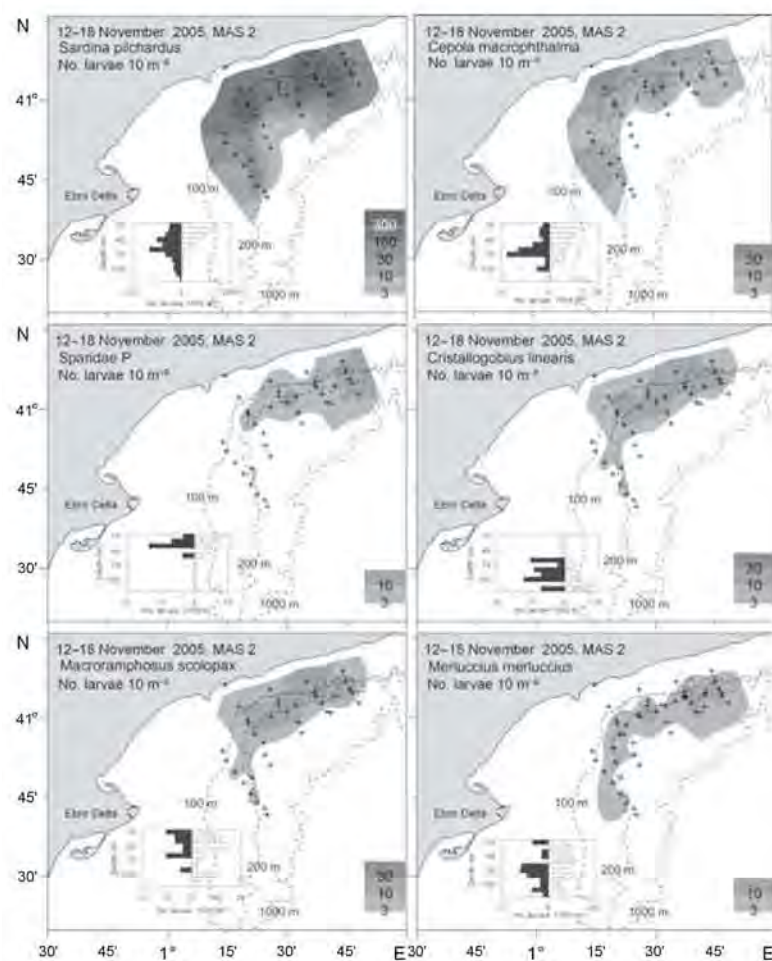 N
12–18 November 2005, MAS 2
Sardina pilchardus
No. larvae 10 m⁻²
41°
45'
30'
Ebro Delta
100 m
200 m
1000 m
300
100
30
10
3
12–18 November 2005, MAS 2
Cepola macrophthalma
No. larvae 10 m⁻²
Ebro Delta
100 m
200 m
1000 m
30
10
3
N
12–18 November 2005, MAS 2
Sparidae P
No. larvae 10 m⁻²
41°
45'
30'
Ebro Delta
100 m
200 m
1000 m
10
3
12–18 November 2005, MAS 2
Cristallogobius linearis
No. larvae 10 m⁻²
Ebro Delta
100 m
200 m
1000 m
30
10
3
N
12–18 November 2005, MAS 2
Macroramphosus scolopax
No. larvae 10 m⁻²
41°
45'
30'
Ebro Delta
100 m
200 m
1000 m
30
10
3
12–18 November 2005, MAS 2
Merluccius merluccius
No. larvae 10 m⁻²
Ebro Delta
100 m
200 m
1000 m
10
3
30' 1° 15' 30' 45' E
30' 1° 15' 30' 45' E